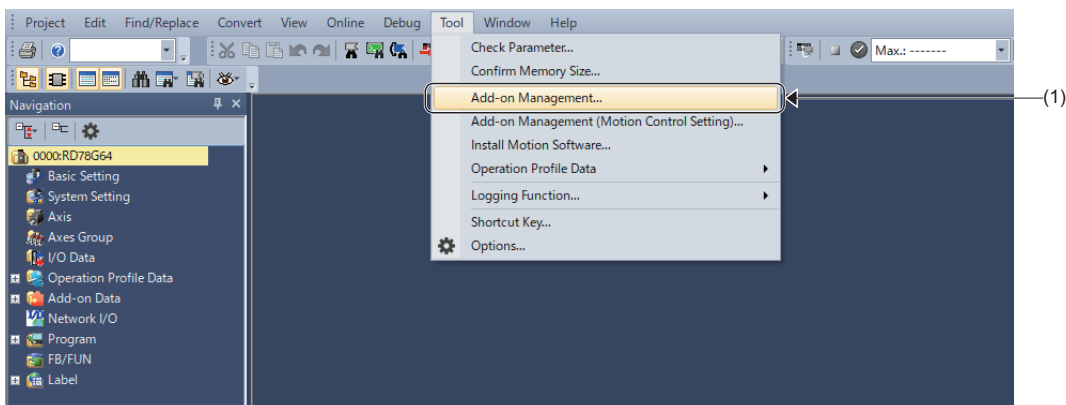 Project Edit Find/Replace Convert View Online Debug Tool Window Help
Max.: -------
Check Parameter...
Confirm Memory Size...
Add-on Management...
(1)
Add-on Management (Motion Control Setting)...
Install Motion Software...
Operation Profile Data
Logging Function...
Shortcut Key...
Options...
Navigation
0000:RD78G64
Basic Setting
System Setting
Axis
Axes Group
I/O Data
Operation Profile Data
Add-on Data
Network I/O
Program
FB/FUN
Label